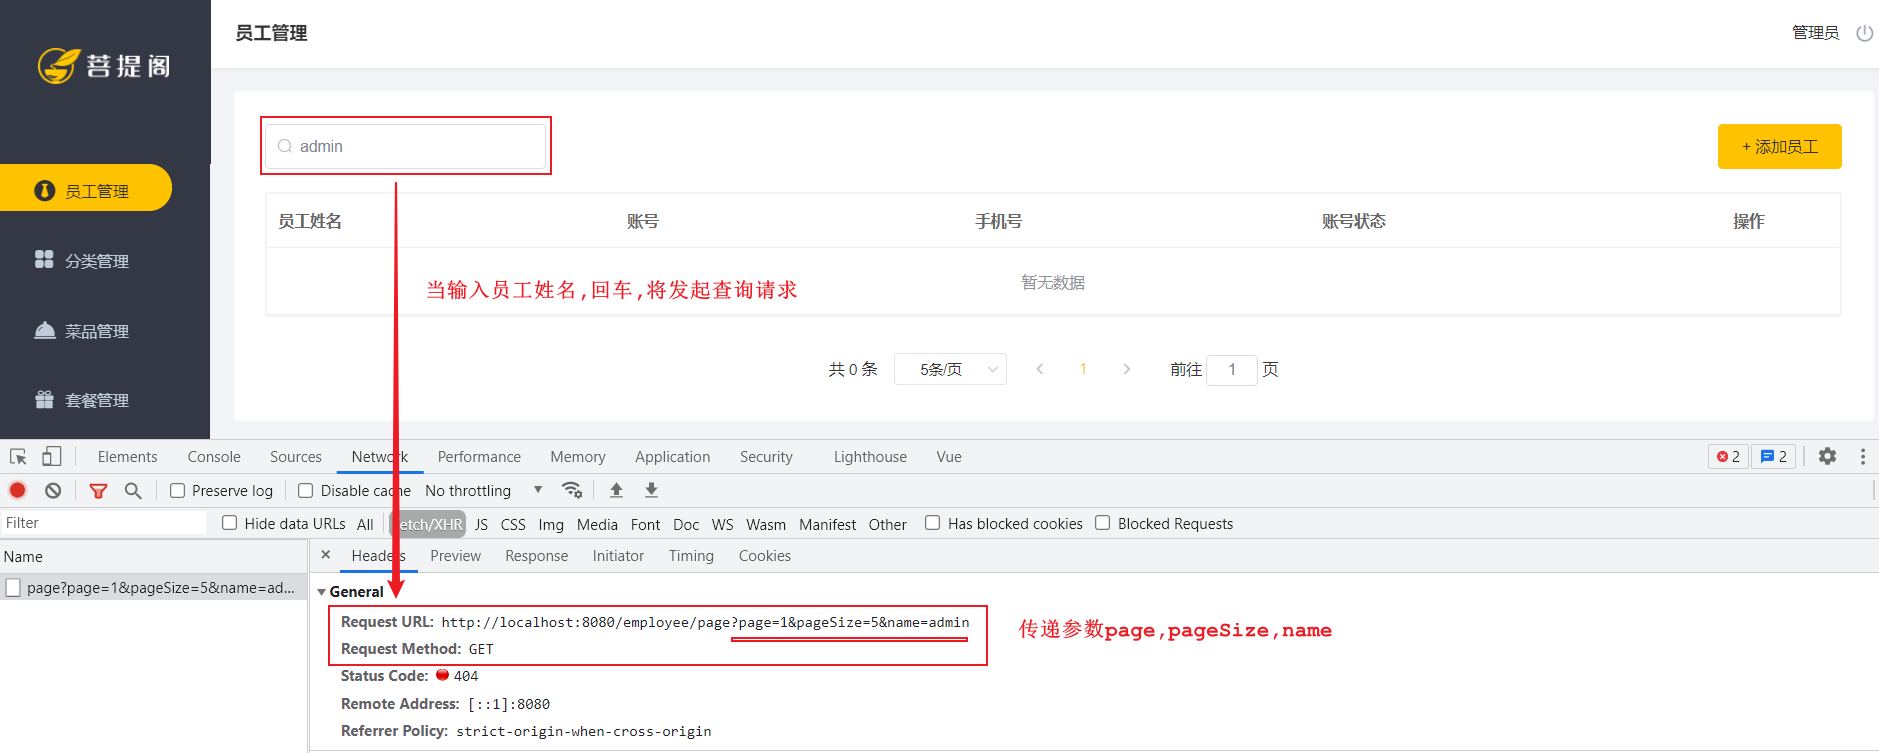 菩提阁
员工管理
管理员
admin
+ 添加员工
员工管理
分类管理
菜品管理
套餐管理
员工姓名 账号 手机号 账号状态 操作
暂无数据
当输入员工姓名,回车,将发起查询请求
共 0 条 5条/页 1 前往 1 页
Elements Console Sources Network Performance Memory Application Security Lighthouse Vue 2 2
Preserve log Disable cache No throttling
Filter Hide data URLs All Fetch/XHR JS CSS Img Media Font Doc WS Wasm Manifest Other Has blocked cookies Blocked Requests
Name × Headers Preview Response Initiator Timing Cookies
page?page=1&pageSize=5&name=ad...
General
Request URL: http://localhost:8080/employee/page?page=1&pageSize=5&name=admin
传递参数page,pageSize,name
Request Method: GET
Status Code: 404
Remote Address: [::1]:8080
Referrer Policy: strict-origin-when-cross-origin